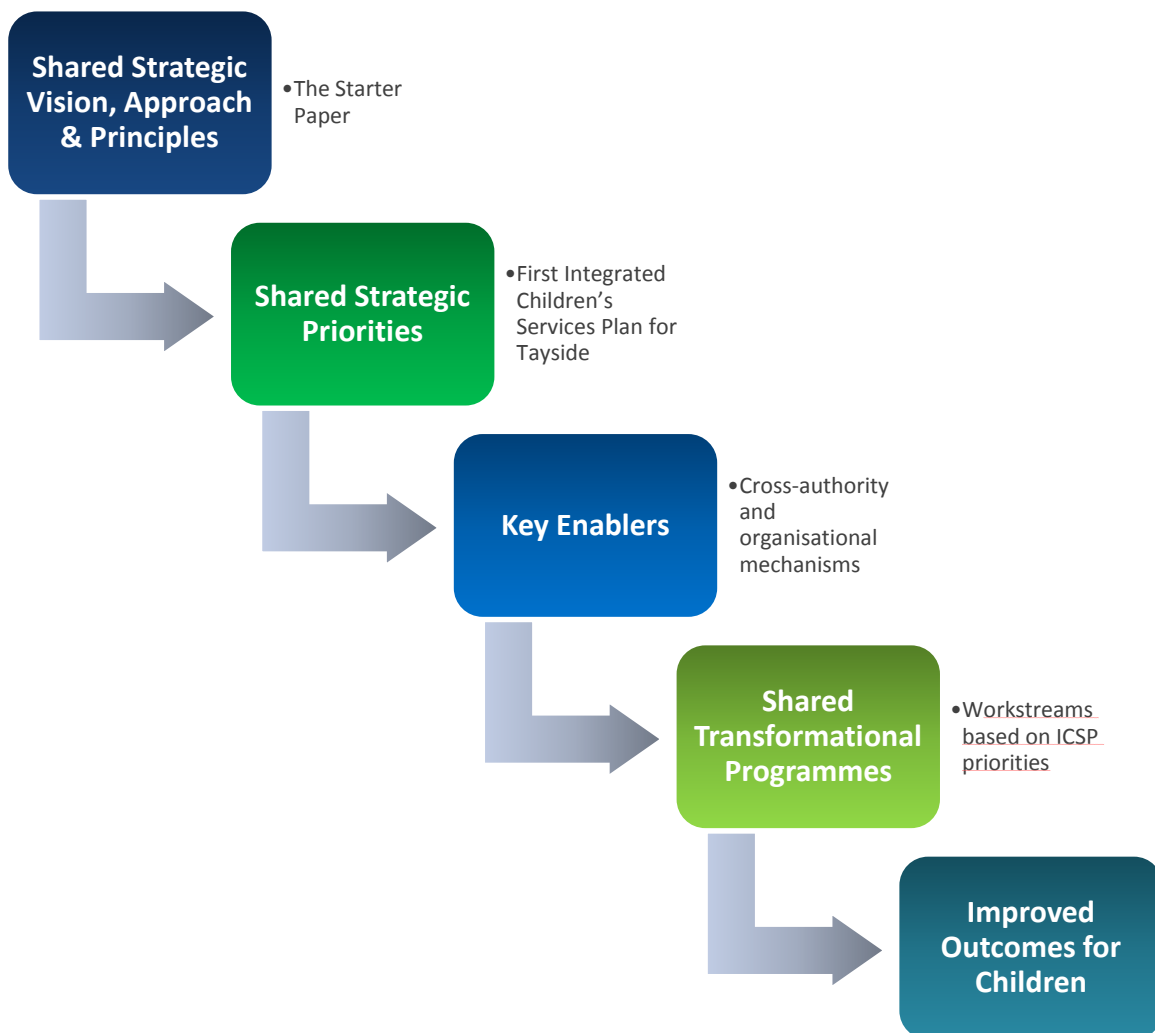 Shared Strategic
Vision, Approach
& Principles
•The Starter
Paper
Shared Strategic
Priorities
•First Integrated
Children’s
Services Plan for
Tayside
Key Enablers
•Cross-authority
and
organisational
mechanisms
Shared
Transformational
Programmes
•Workstreams
based on ICSP
priorities
Improved
Outcomes for
Children